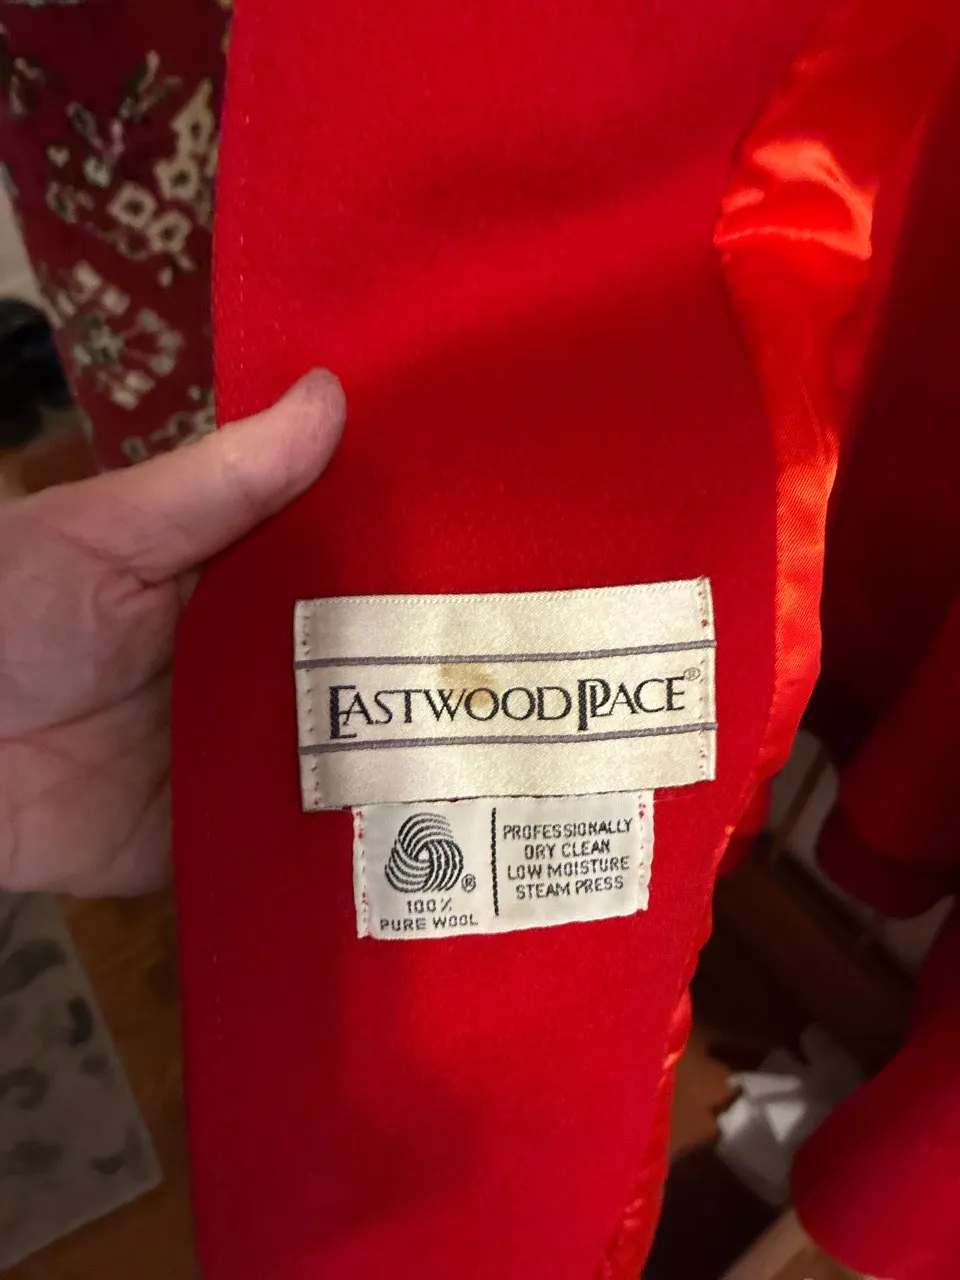 EASTWOOD PLACE®
®
100%
PURE WOOL
PROFESSIONALLY
DRY CLEAN
LOW MOISTURE
STEAM PRESS